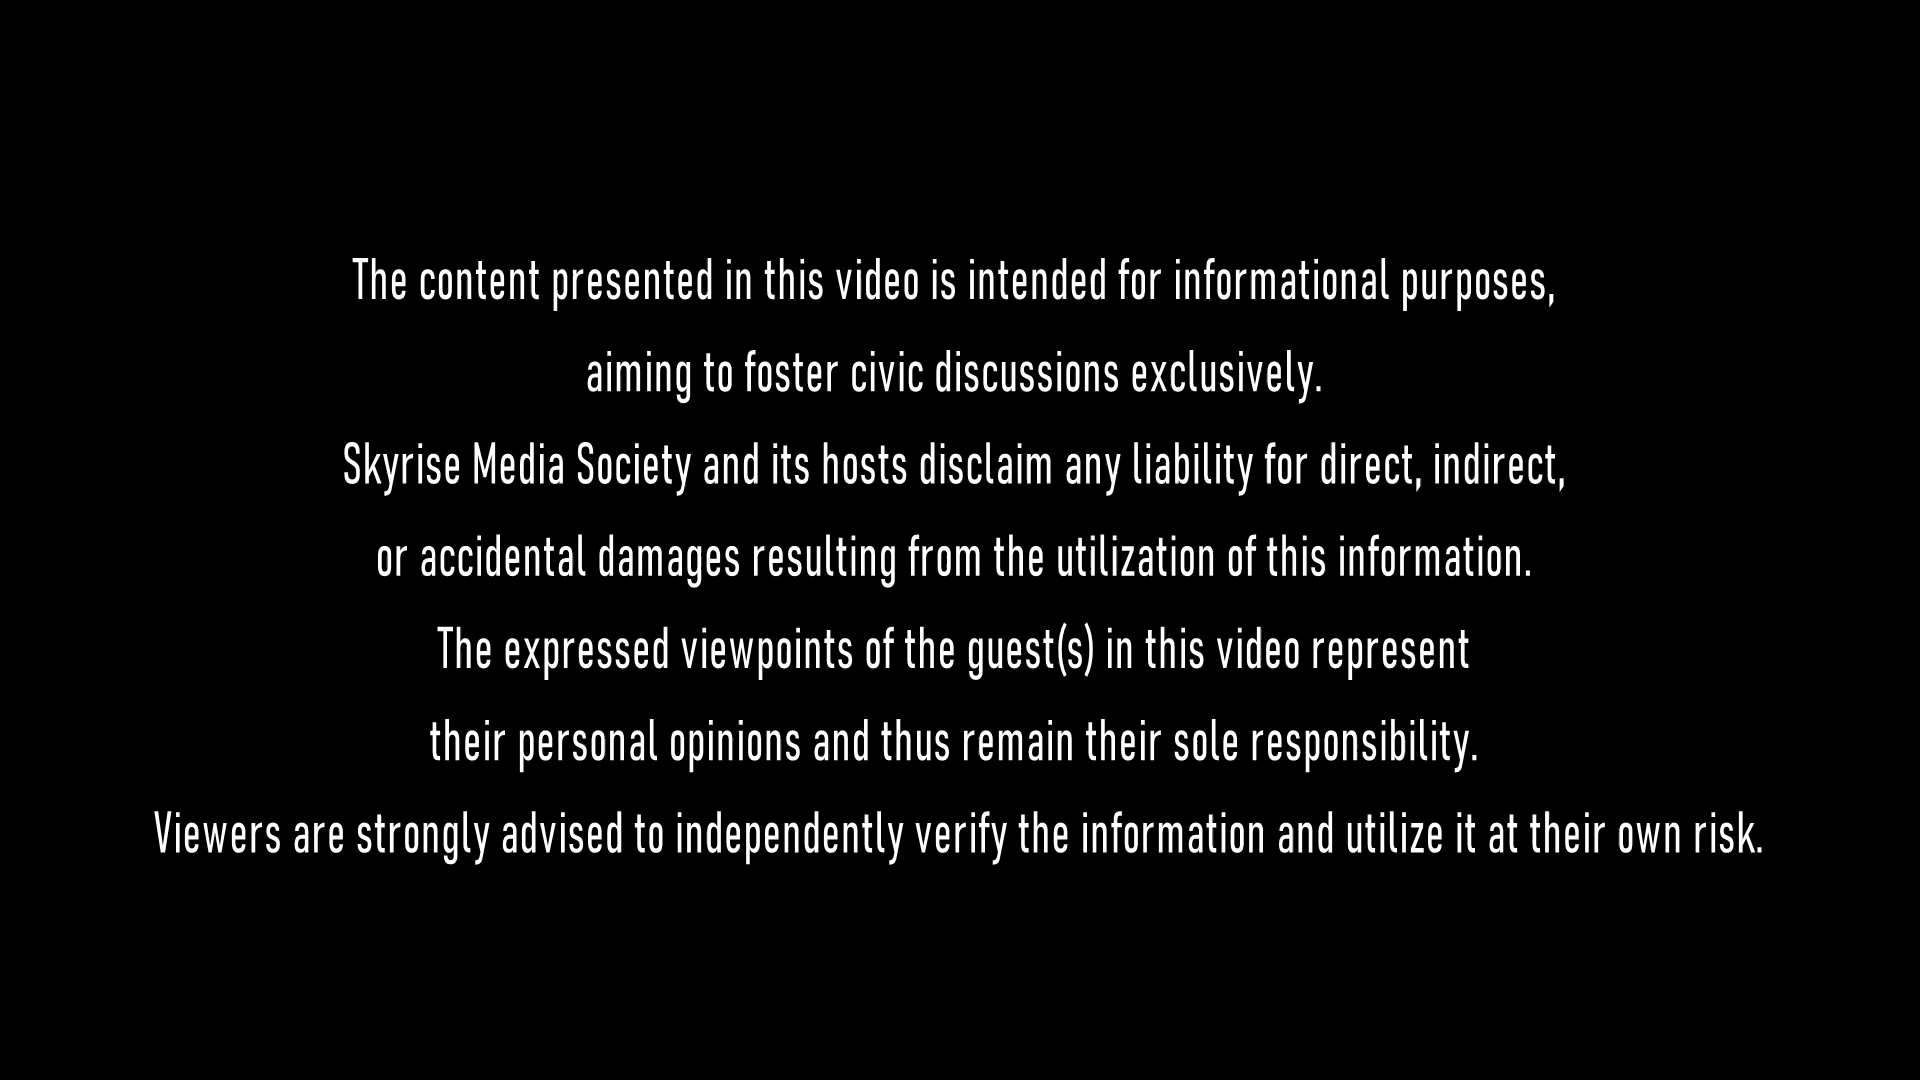 The content presented in this video is intended for informational purposes,
aiming to foster civic discussions exclusively.
Skyrise Media Society and its hosts disclaim any liability for direct, indirect,
or accidental damages resulting from the utilization of this information.
The expressed viewpoints of the guest(s) in this video represent
their personal opinions and thus remain their sole responsibility.
Viewers are strongly advised to independently verify the information and utilize it at their own risk.